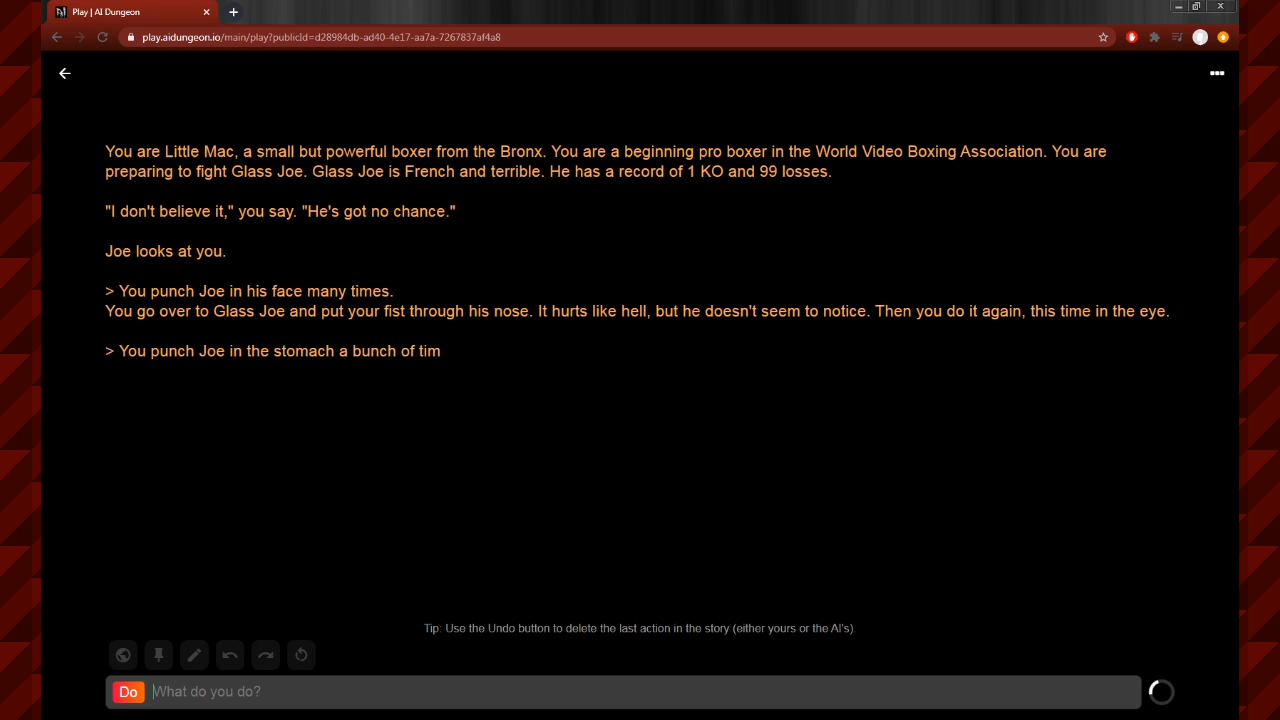 Play | AI Dungeon
play.aidungeon.io/main/play?publicId=d28984db-ad40-4e17-aa7a-7267837af4a8
You are Little Mac, a small but powerful boxer from the Bronx. You are a beginning pro boxer in the World Video Boxing Association. You are
preparing to fight Glass Joe. Glass Joe is French and terrible. He has a record of 1 KO and 99 losses.
"I don't believe it," you say. "He's got no chance."
Joe looks at you.
> You punch Joe in his face many times.
You go over to Glass Joe and put your fist through his nose. It hurts like hell, but he doesn't seem to notice. Then you do it again, this time in the eye.
> You punch Joe in the stomach a bunch of tim
Tip: Use the Undo button to delete the last action in the story (either yours or the AI's).
Do What do you do?